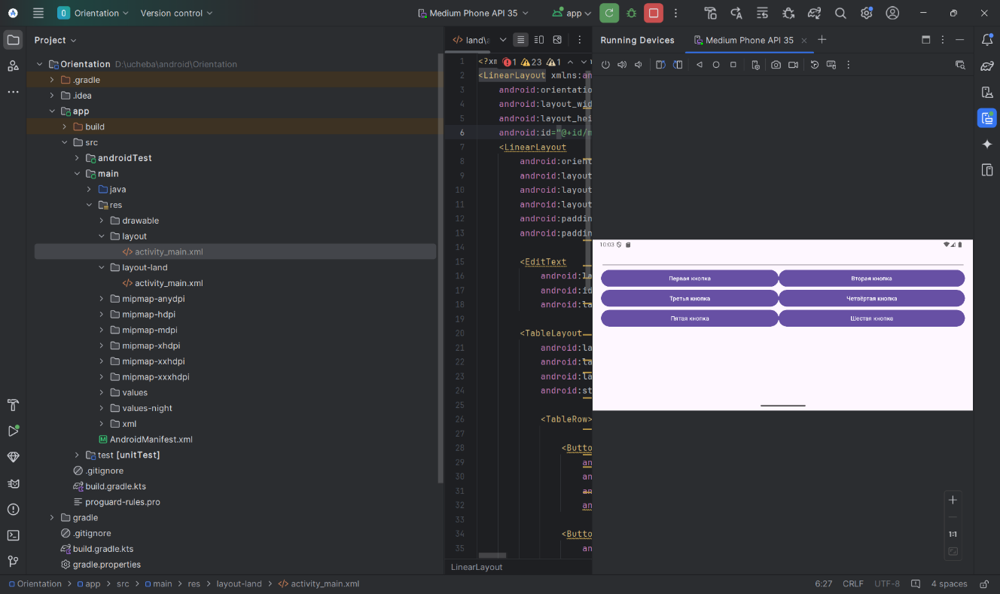 O Orientation Version control Medium Phone API 35 app
Project
land\a
Running Devices Medium Phone API 35
Orientation D:\ucheba\android\Orientation
.gradle
.idea
app
build
src
androidTest
main
java
res
drawable
layout
activity_main.xml
layout-land
activity_main.xml
mipmap-anydpi
mipmap-hdpi
mipmap-mdpi
mipmap-xhdpi
mipmap-xxhdpi
mipmap-xxxhdpi
values
values-night
xml
AndroidManifest.xml
test [unitTest]
.gitignore
build.gradle.kts
proguard-rules.pro
gradle
.gitignore
build.gradle.kts
gradle.properties
1 <?xm 1 23 1
2 <LinearLayout xmlns:an
3 android:orientatio
4 android:layout_wid
5 android:layout_hei
6 android:id="@+id/m
7 <LinearLayout
8 android:orient
9 android:layout
10 android:layout
11 android:layout
12 android:paddin
13 android:paddin
14
15 <EditText
16 android:la
17 android:id
18 android:la
19
20 <TableLayout
21 android:la
22 android:la
23 android:la
24 android:st
25
26 <TableRow>
27
28 <Butto
29 an
30 an
31 an
32 an
33
34 <Butto
35 an
LinearLayout
10:03
Первая кнопка Вторая кнопка
Третья кнопка Четвёртая кнопка
Пятая кнопка Шестая кнопка
1:1
Orientation > app > src > main > res > layout-land > activity_main.xml 6:27 CRLF UTF-8 4 spaces